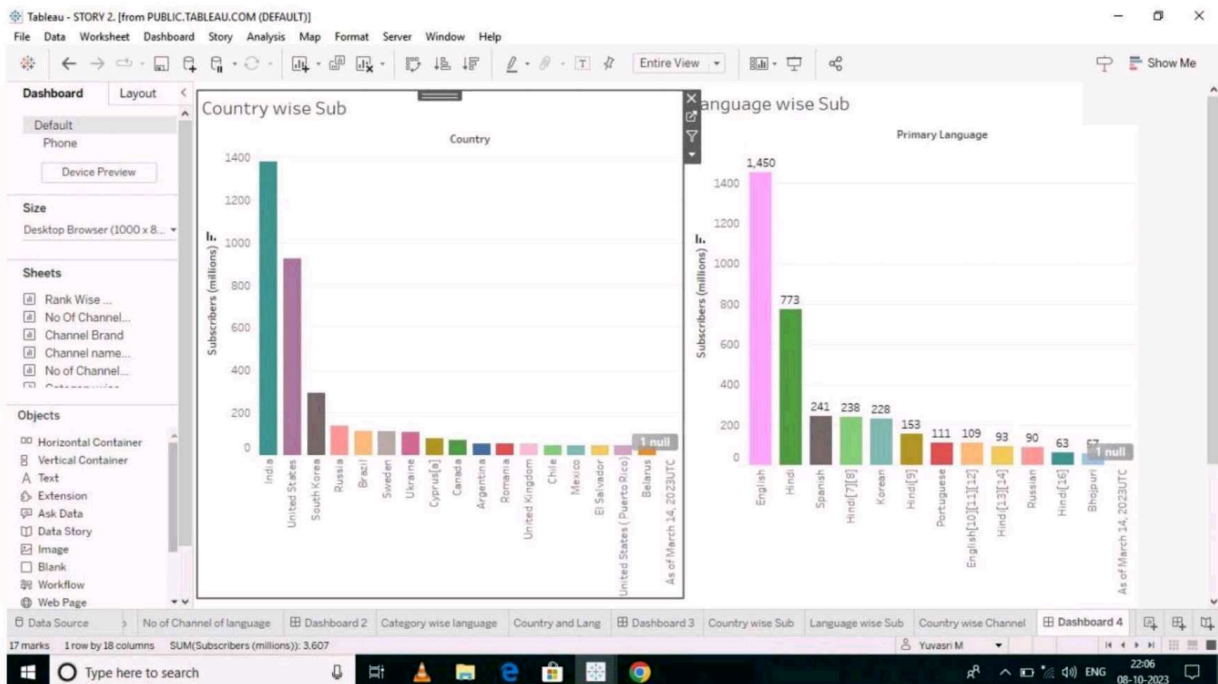 Tableau - STORY 2. [from PUBLIC.TABLEAU.COM (DEFAULT)]
File Data Worksheet Dashboard Story Analysis Map Format Server Window Help
Entire View
Show Me
Dashboard Layout
Default
Phone
Device Preview
Size
Desktop Browser (1000 x 8...
Sheets
Rank Wise ...
No Of Channel...
Channel Brand
Channel name...
No of Channel...
Objects
Horizontal Container
Vertical Container
Text
Extension
Ask Data
Data Story
Image
Blank
Workflow
Web Page
Country wise Sub
Country
Subscribers (millions)
1400
1200
1000
800
600
400
200
0
1 null
India
United States
South Korea
Russia
Brazil
Sweden
Ukraine
Cyprus[a]
Canada
Argentina
Romania
United Kingdom
Chile
Mexico
El Salvador
United States ( Puerto Rico)
Belarus
As of March 14, 2023UTC
anguage wise Sub
Primary Language
Subscribers (millions)
1400
1200
1000
800
600
400
200
0
1,450
773
241
238
228
153
111
109
93
90
63
1 null
English
Hindi
Spanish
Hindi[7][8]
Korean
Hindi[9]
Portuguese
English[10][11][12]
Hindi[13][14]
Russian
Hindi[16]
Bhojpuri
As of March 14, 2023UTC
Data Source No of Channel of language Dashboard 2 Category wise language Country and Lang Dashboard 3 Country wise Sub Language wise Sub Country wise Channel Dashboard 4
17 marks 1 row by 18 columns SUM(Subscribers (millions)): 3,607 Yuvasri M
Type here to search
ENG
22:06
08-10-2023